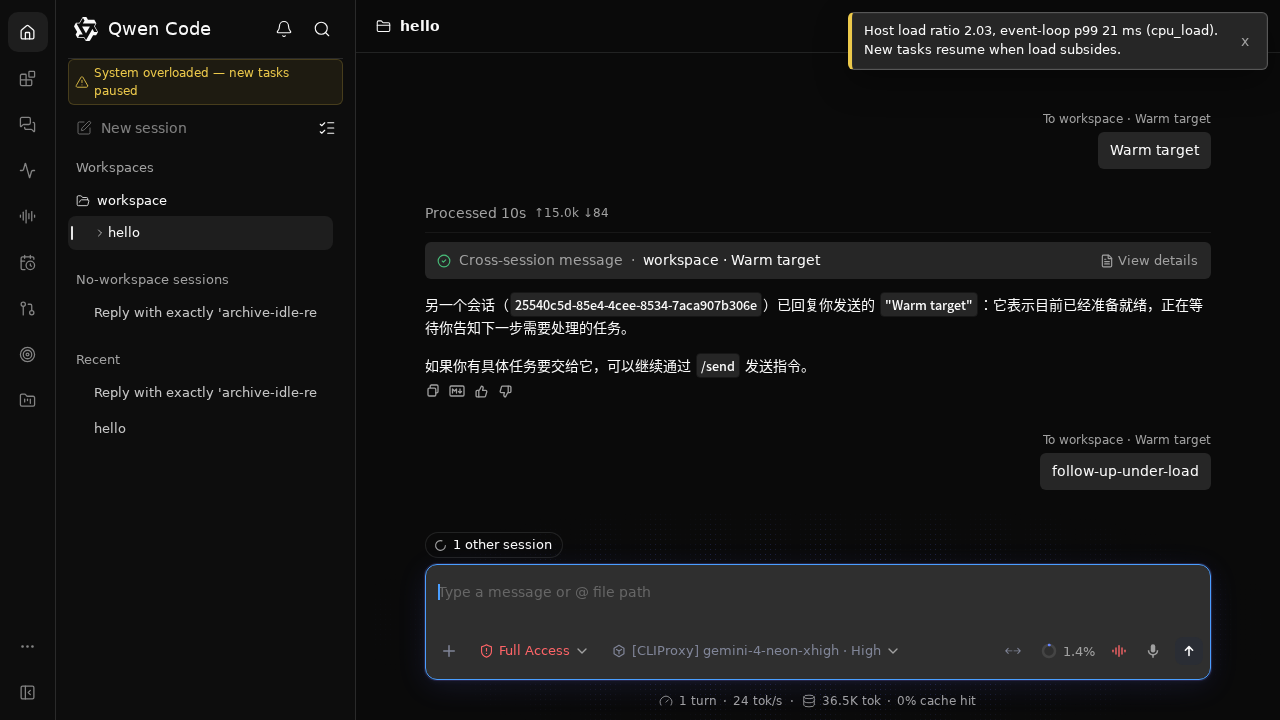 Qwen Code
System overloaded — new tasks
paused
New session
Workspaces
workspace
hello
No-workspace sessions
Reply with exactly 'archive-idle-re
Recent
Reply with exactly 'archive-idle-re
hello
hello
Host load ratio 2.03, event-loop p99 21 ms (cpu_load).
New tasks resume when load subsides.
x
To workspace · Warm target
Warm target
Processed 10s ↑15.0k ↓84
Cross-session message · workspace · Warm target
View details
另一个会话（25540c5d-85e4-4cee-8534-7aca907b306e）已回复你发送的 "Warm target"：它表示目前已经准备就绪，正在等
待你告知下一步需要处理的任务。
如果你有具体任务要交给它，可以继续通过 /send 发送指令。
To workspace · Warm target
follow-up-under-load
1 other session
Type a message or @ file path
Full Access
[CLIProxy] gemini-4-neon-xhigh · High
1.4%
1 turn · 24 tok/s · 36.5K tok · 0% cache hit